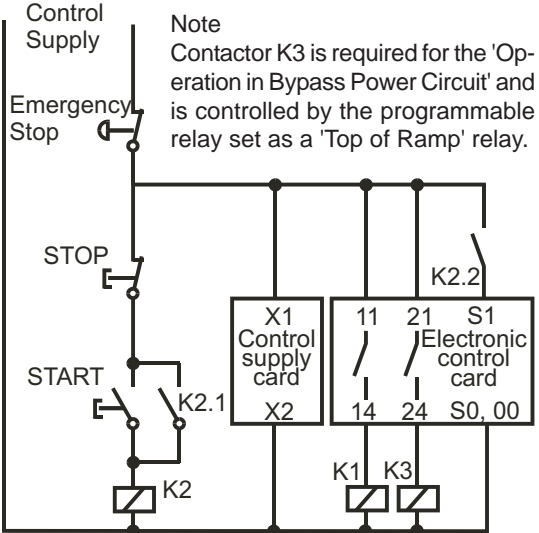 Control
Supply
Note
Contactor K3 is required for the 'Op-
eration in Bypass Power Circuit' and
is controlled by the programmable
relay set as a 'Top of Ramp' relay.
Emergency
Stop
STOP
K2.2
X1
11
21
S1
Control
supply
card
Electronic
control
card
START
K2.1
X2
14
24
S0, 00
K2
K1
K3